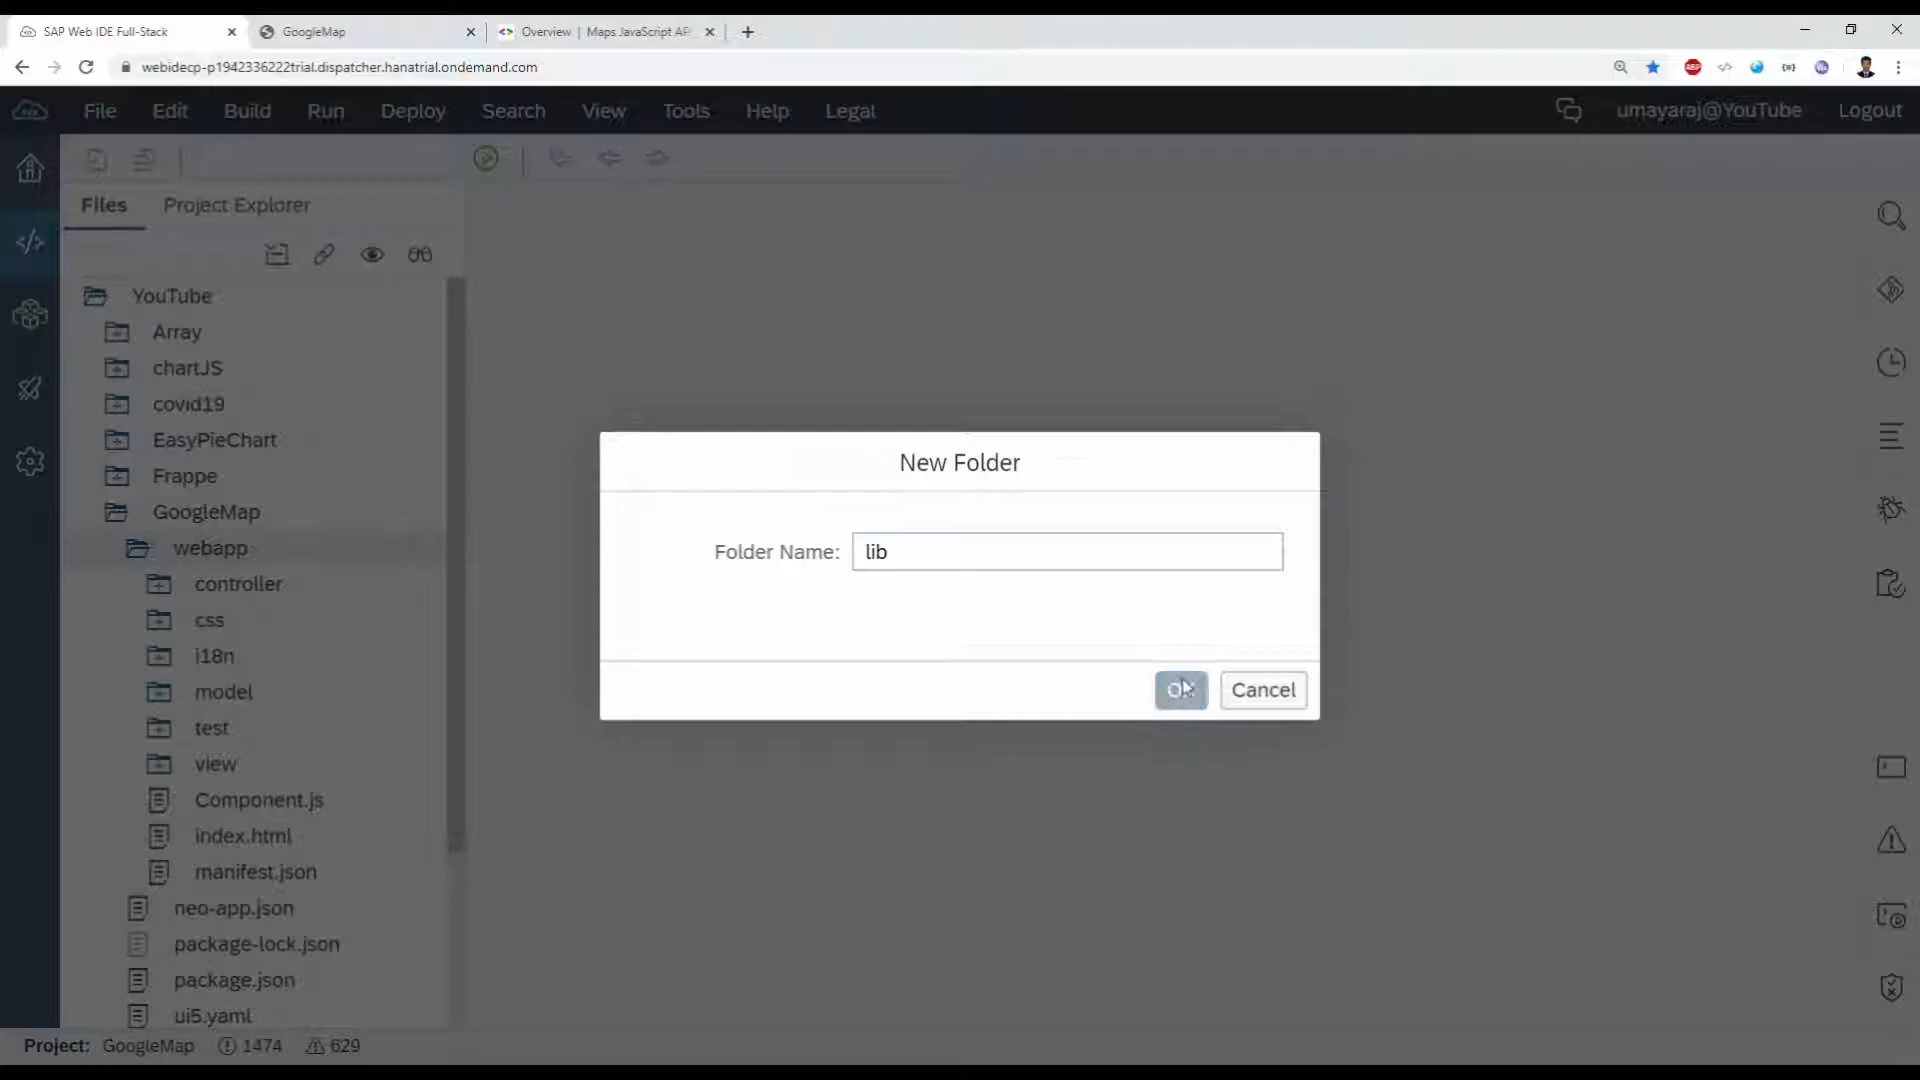 SAP Web IDE Full-Stack
GoogleMap
Overview | Maps JavaScript AP
webidecp-p1942336222trial.dispatcher.hanatrial.ondemand.com
ABP
File Edit Build Run Deploy Search View Tools Help Legal
umayaraj@YouTube Logout
Files Project Explorer
YouTube
Array
chartJS
covid19
EasyPieChart
Frappe
GoogleMap
webapp
controller
css
i18n
model
test
view
Component.js
index.html
manifest.json
neo-app.json
package-lock.json
package.json
ui5.yaml
New Folder
Folder Name: lib
OK Cancel
Project: GoogleMap 1474 629